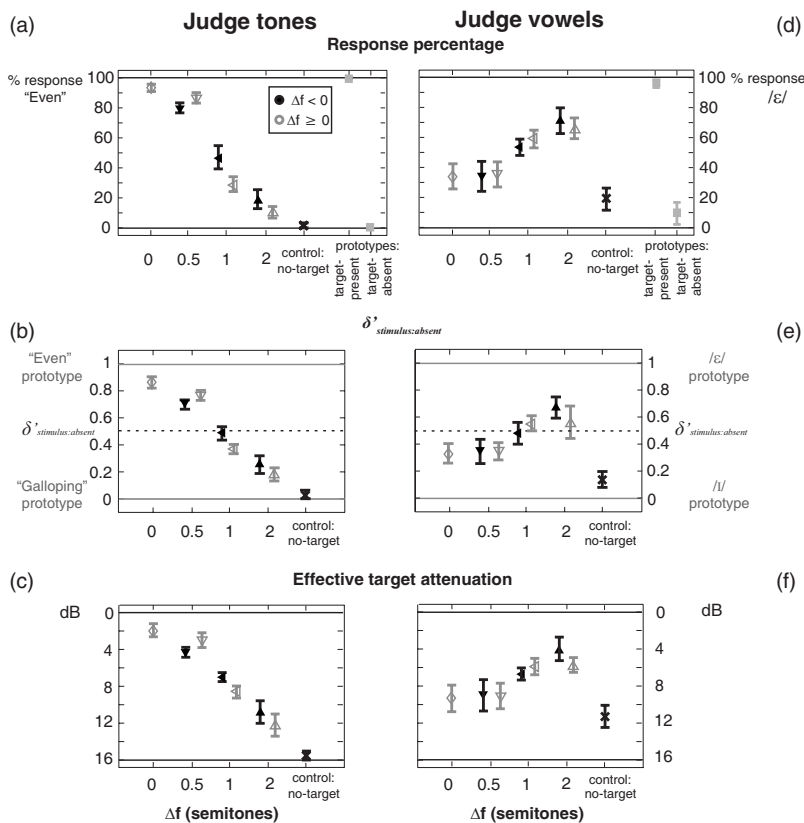 Judge tones
Judge vowels
(a)
(d)
Response percentage
% response
"Even"
100
80
60
40
20
0
Δf < 0
Δf ≥ 0
0
0.5
1
2
control:
no-target
prototypes:
target-
present
target-
absent
100
80
60
40
20
0
% response
/ε/
0
0.5
1
2
control:
no-target
prototypes:
target-
present
target-
absent
δ'stimulus:absent
(b)
(e)
"Even"
prototype
δ'stimulus:absent
"Galloping"
prototype
1
0.8
0.6
0.4
0.2
0
0
0.5
1
2
control:
no-target
1
0.8
0.6
0.4
0.2
0
/ε/
prototype
δ'stimulus:absent
/ɪ/
prototype
0
0.5
1
2
control:
no-target
(c)
(f)
Effective target attenuation
dB
0
4
8
12
16
0
0.5
1
2
control:
no-target
Δf (semitones)
0
4
8
12
16
dB
0
0.5
1
2
control:
no-target
Δf (semitones)